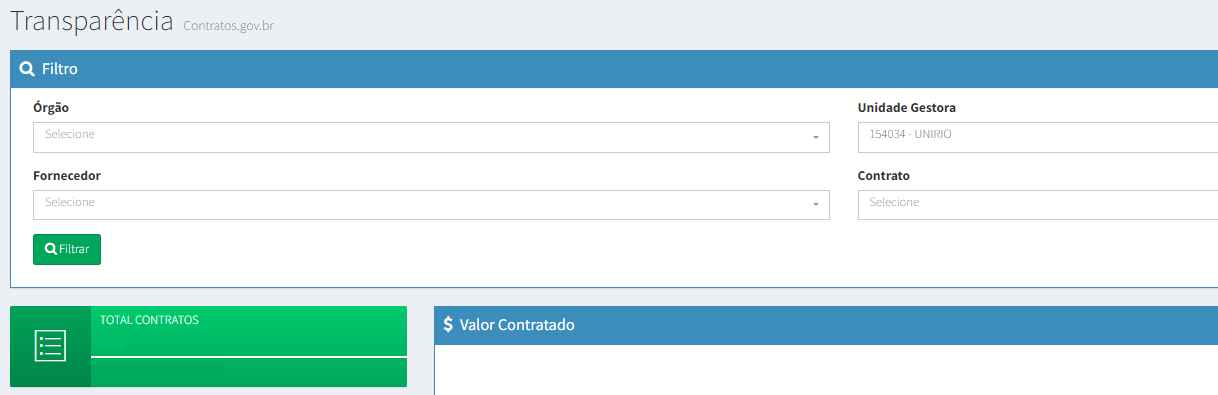 Transparência Contratos.gov.br
Filtro
Órgão
Selecione
Unidade Gestora
154034 - UNIRIO
Fornecedor
Selecione
Contrato
Selecione
Filtrar
TOTAL CONTRATOS
$ Valor Contratado